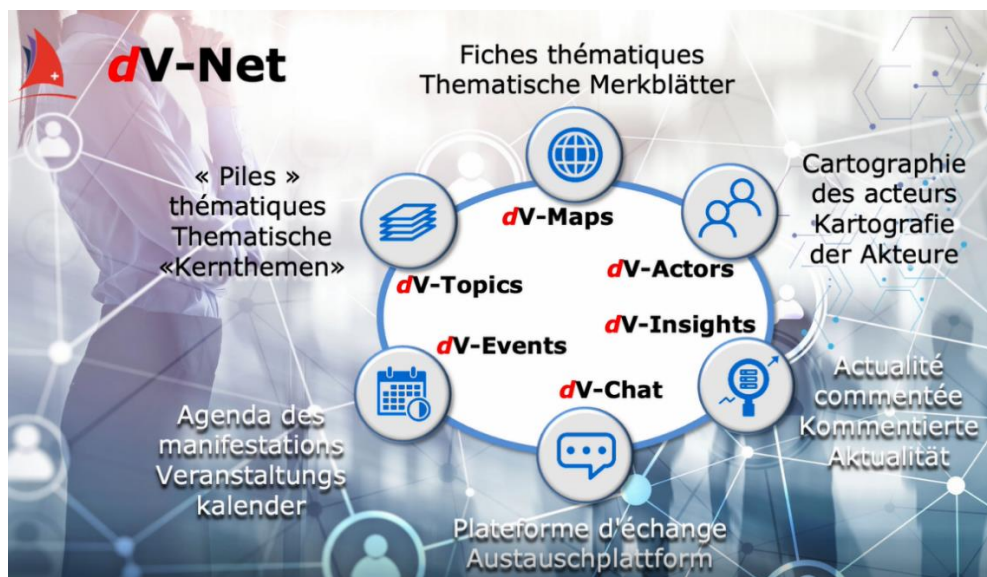 dV-Net
Fiches thématiques
Thematische Merkblätter
dV-Maps
Cartographie
des acteurs
Kartografie
der Akteure
dV-Actors
dV-Insights
Actualité
commentée
Kommentierte
Aktualität
dV-Chat
Plateforme d'échange
Austauschplattform
dV-Events
Agenda des
manifestations
Veranstaltungs
kalender
« Piles »
thématiques
Thematische
«Kernthemen»
dV-Topics